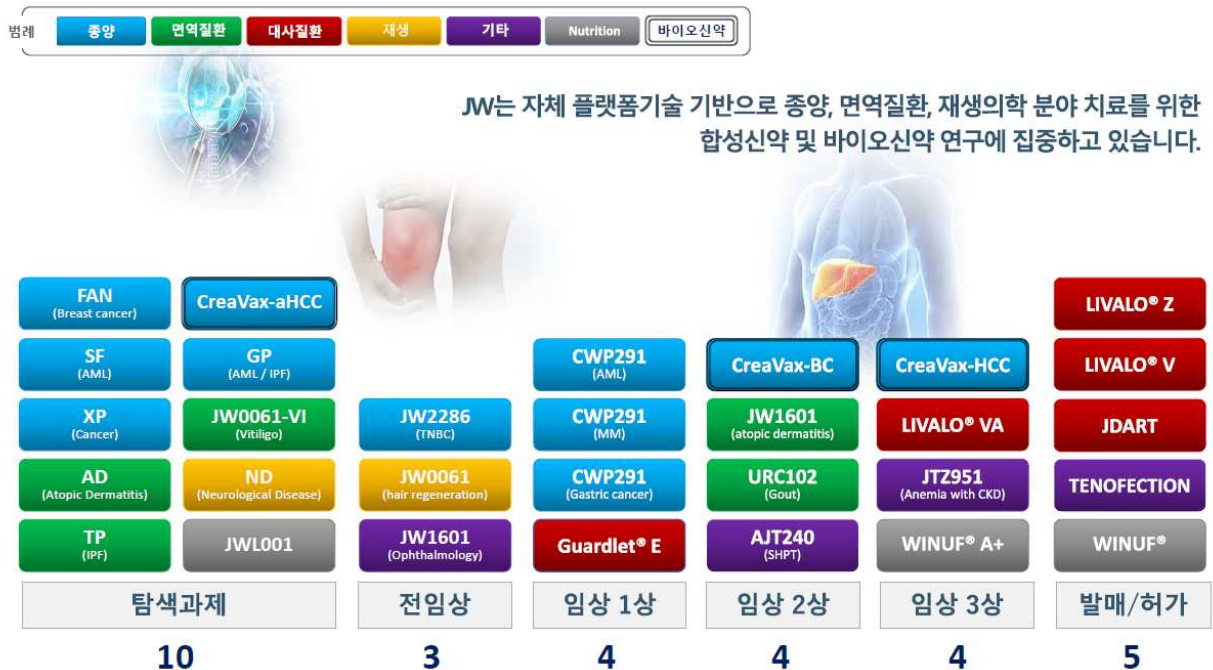 범례
종양
면역질환
대사질환
재생
기타
Nutrition
바이오신약
JW는 자체 플랫폼기술 기반으로 종양, 면역질환, 재생의학 분야 치료를 위한
합성신약 및 바이오신약 연구에 집중하고 있습니다.
FAN
(Breast cancer)
SF
(AML)
XP
(Cancer)
AD
(Atopic Dermatitis)
TP
(IPF)
CreaVax-aHCC
GP
(AML / IPF)
JW0061-VI
(Vitiligo)
ND
(Neurological Disease)
JWL001
탐색과제
10
JW2286
(TNBC)
JW0061
(hair regeneration)
JW1601
(Ophthalmology)
전임상
3
CWP291
(AML)
CWP291
(MM)
CWP291
(Gastric cancer)
Guardlet® E
임상 1상
4
CreaVax-BC
JW1601
(atopic dermatitis)
URC102
(Gout)
AJT240
(SHPT)
임상 2상
4
CreaVax-HCC
LIVALO® VA
JTZ951
(Anemia with CKD)
WINUF® A+
임상 3상
4
LIVALO® Z
LIVALO® V
JDART
TENOFECTION
WINUF®
발매/허가
5